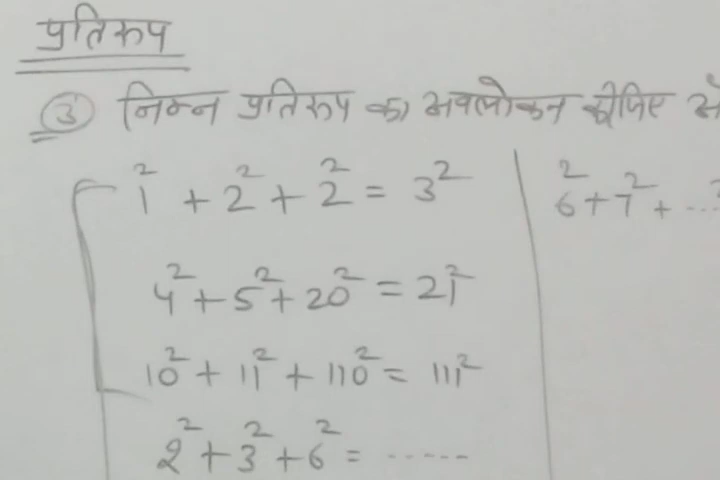 प्रतिरूप
③ निम्न प्रतिरूप का अवलोकन कीजिए
1² + 2² + 2² = 3²
4² + 5² + 20² = 21²
10² + 11² + 110² = 111²
2² + 3² + 6² = ......
6² + 7² + ...